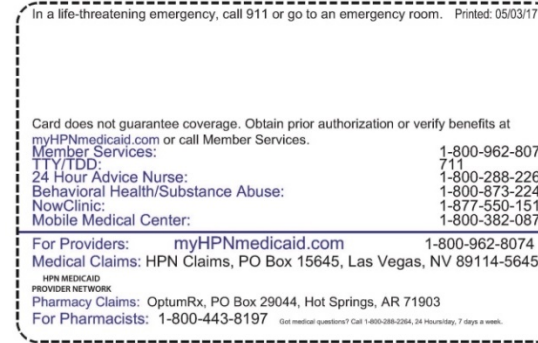 In a life-threatening emergency, call 911 or go to an emergency room. Printed: 05/03/17
Card does not guarantee coverage. Obtain prior authorization or verify benefits at
myHPNmedicaid.com or call Member Services.
Member Services: 1-800-962-807
TTY/TDD: 711
24 Hour Advice Nurse: 1-800-288-226
Behavioral Health/Substance Abuse: 1-800-873-224
NowClinic: 1-877-550-151
Mobile Medical Center: 1-800-382-087
For Providers: myHPNmedicaid.com 1-800-962-8074
Medical Claims: HPN Claims, PO Box 15645, Las Vegas, NV 89114-5645
HPN MEDICAID
PROVIDER NETWORK
Pharmacy Claims: OptumRx, PO Box 29044, Hot Springs, AR 71903
For Pharmacists: 1-800-443-8197 Got medical questions? Call 1-800-288-2264, 24 Hours/day, 7 days a week.